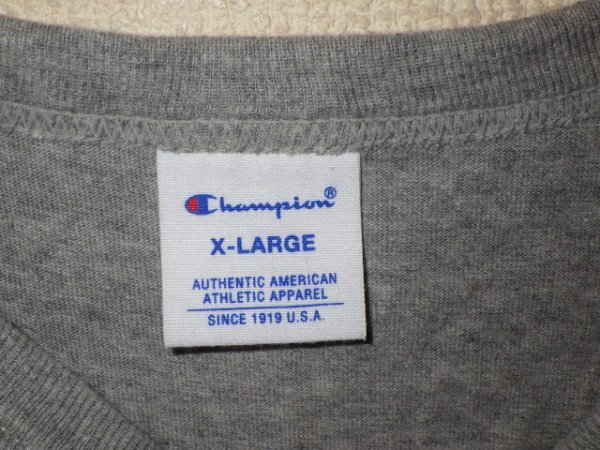 Champion®
X-LARGE
AUTHENTIC AMERICAN
ATHLETIC APPAREL
SINCE 1919 U.S.A.